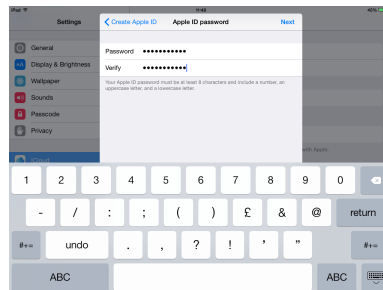 iPad 11:48 45%
Settings Create Apple ID Apple ID password Next
General
Display & Brightness
Wallpaper
Sounds
Passcode
Privacy
iCloud
Password ●●●●●●●●●●●
Verify ●●●●●●●●●●●
Your Apple ID password must be at least 8 characters and include a number, an
uppercase letter, and a lowercase letter.
with Apple
1 2 3 4 5 6 7 8 9 0
- / : ; ( ) £ & @ return
#+= undo . , ? ! ' " #+=
ABC ABC